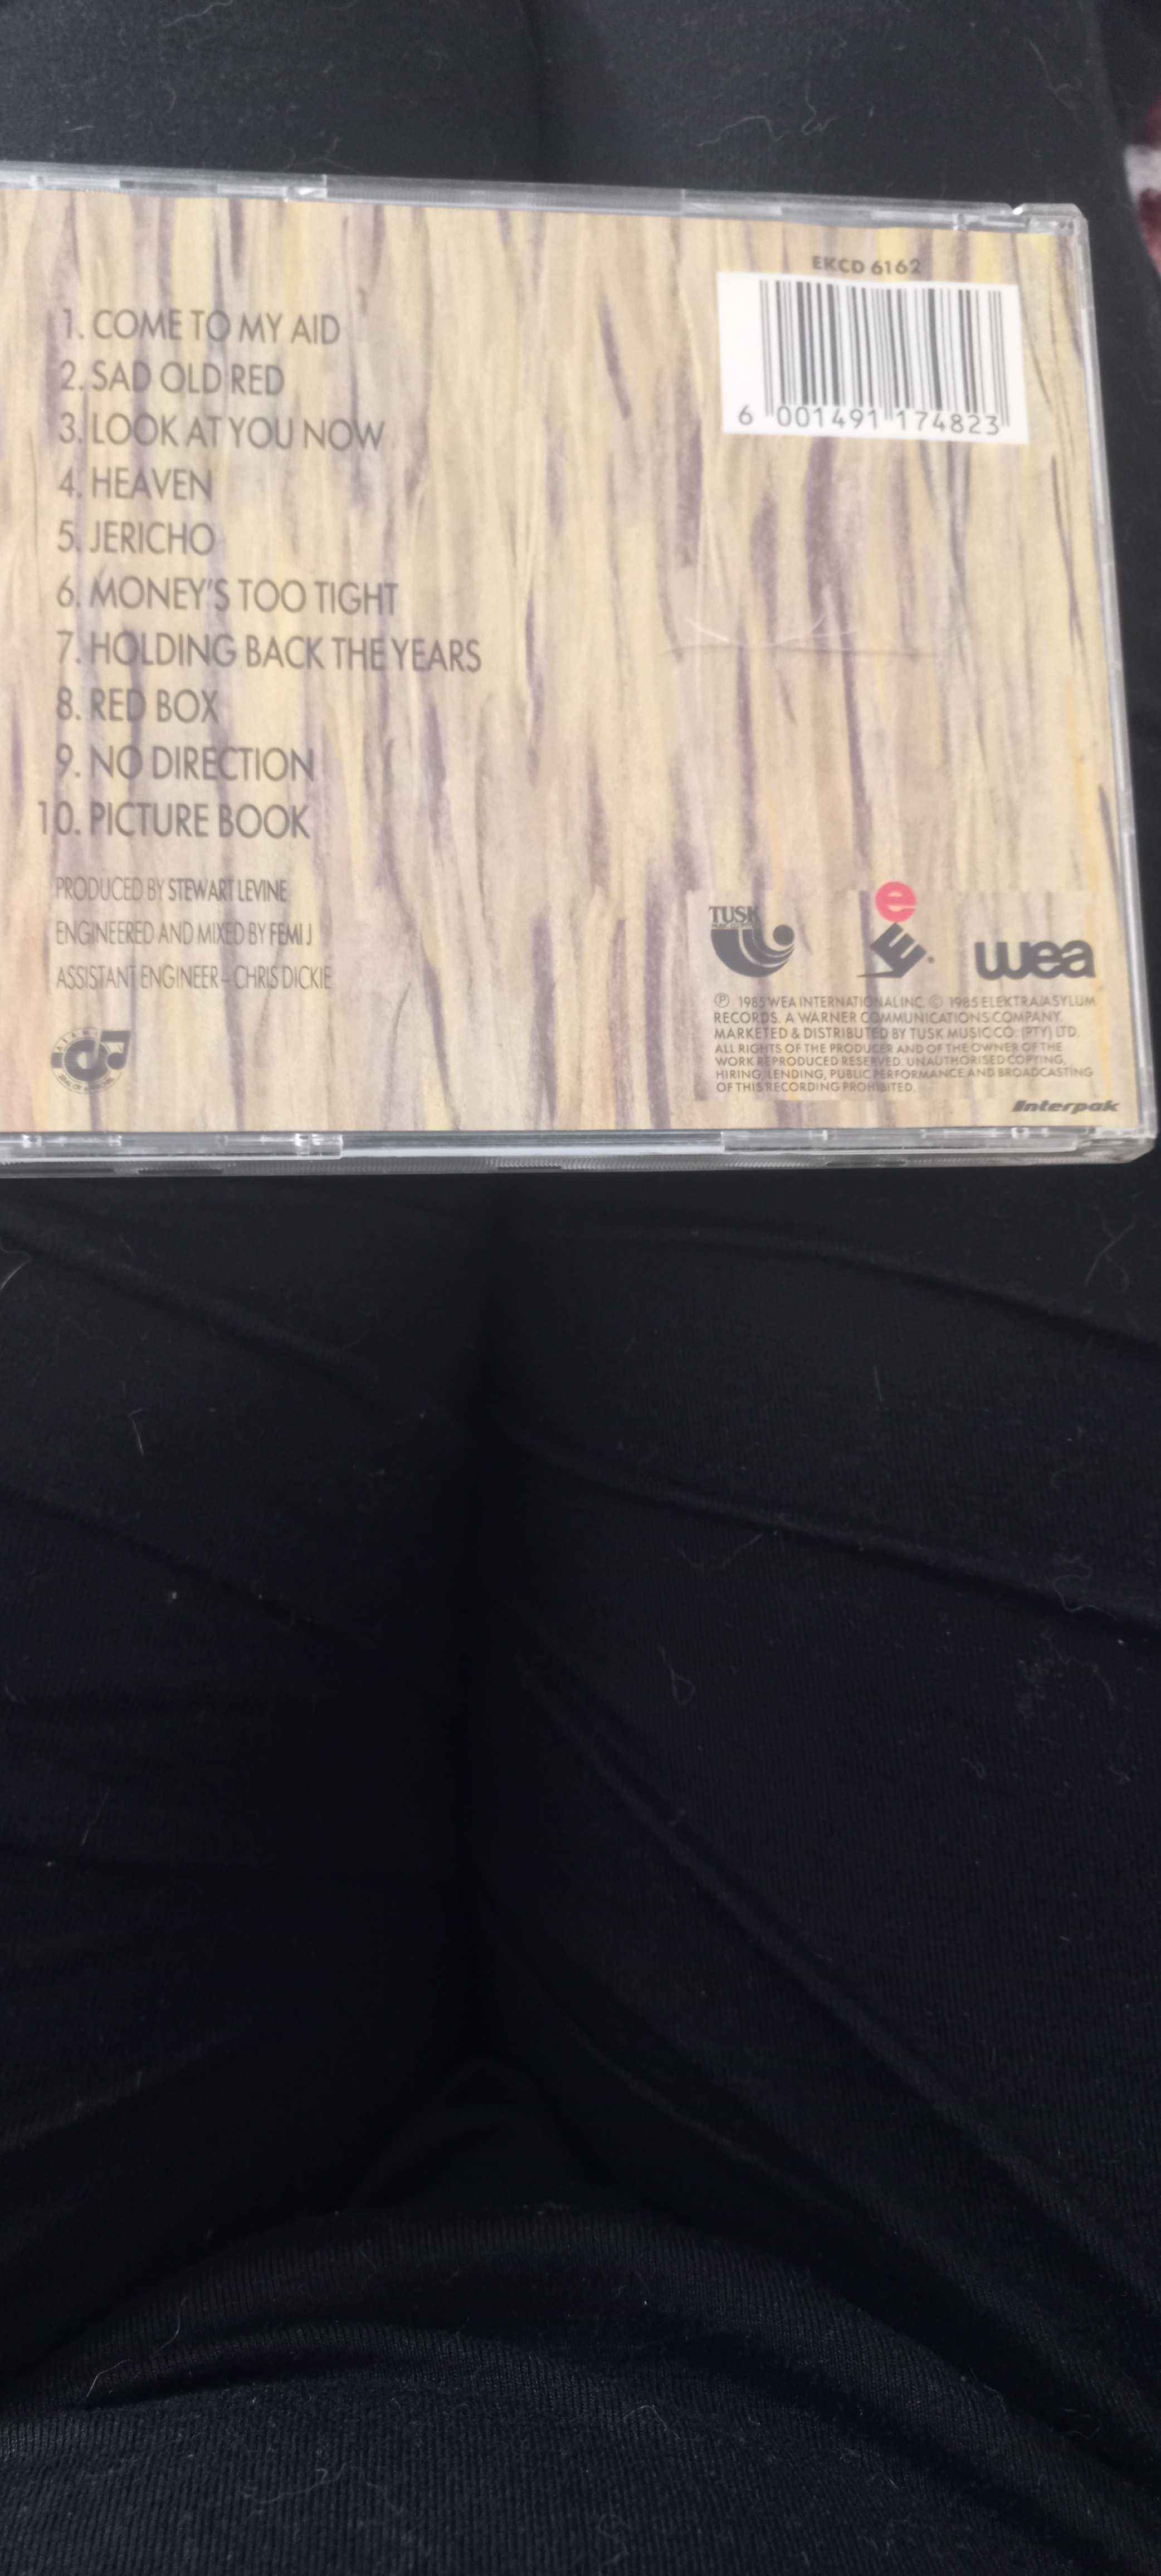 EKCD 6162
6 001491 174823
1. COME TO MY AID
2. SAD OLD RED
3. LOOK AT YOU NOW
4. HEAVEN
5. JERICHO
6. MONEY'S TOO TIGHT
7. HOLDING BACK THE YEARS
8. RED BOX
9. NO DIRECTION
10. PICTURE BOOK
PRODUCED BY STEWART LEVINE
ENGINEERED AND MIXED BY FEMI J
ASSISTANT ENGINEER – CHRIS DICKIE
TUSK
e
E.
wea
℗ 1985 WEA INTERNATIONAL INC. © 1985 ELEKTRA/ASYLUM
RECORDS. A WARNER COMMUNICATIONS COMPANY.
MARKETED & DISTRIBUTED BY TUSK MUSIC CO. (PTY) LTD.
ALL RIGHTS OF THE PRODUCER AND OF THE OWNER OF THE
WORK REPRODUCED RESERVED. UNAUTHORISED COPYING,
HIRING, LENDING, PUBLIC PERFORMANCE AND BROADCASTING
OF THIS RECORDING PROHIBITED.
Interpak